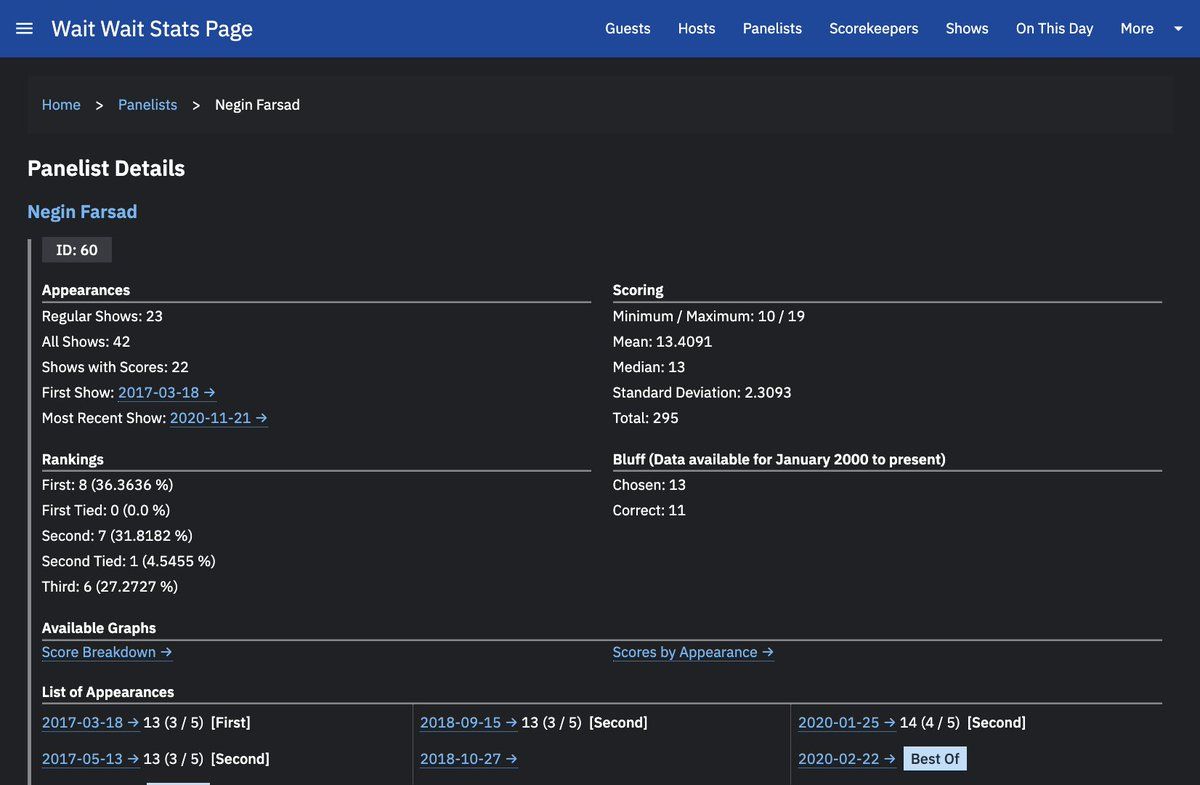 Wait Wait Stats Page
Guests Hosts Panelists Scorekeepers Shows On This Day More
Home > Panelists > Negin Farsad
Panelist Details
Negin Farsad
ID: 60
Appearances
Regular Shows: 23
All Shows: 42
Shows with Scores: 22
First Show: 2017-03-18 →
Most Recent Show: 2020-11-21 →
Scoring
Minimum / Maximum: 10 / 19
Mean: 13.4091
Median: 13
Standard Deviation: 2.3093
Total: 295
Rankings
First: 8 (36.3636 %)
First Tied: 0 (0.0 %)
Second: 7 (31.8182 %)
Second Tied: 1 (4.5455 %)
Third: 6 (27.2727 %)
Bluff (Data available for January 2000 to present)
Chosen: 13
Correct: 11
Available Graphs
Score Breakdown →
Scores by Appearance →
List of Appearances
2017-03-18 → 13 (3 / 5) [First]
2017-05-13 → 13 (3 / 5) [Second]
2018-09-15 → 13 (3 / 5) [Second]
2018-10-27 →
2020-01-25 → 14 (4 / 5) [Second]
2020-02-22 → Best Of